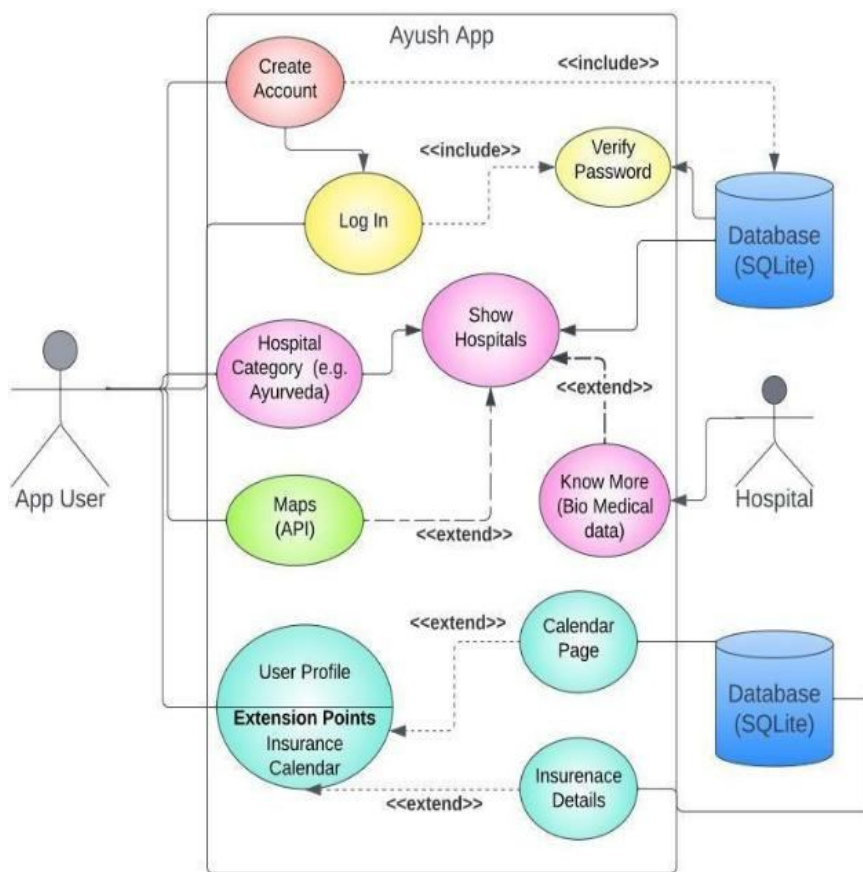 Ayush App
Create
Account
<<include>>
<<include>>
Verify
Password
Log In
Database
(SQLite)
Show
Hospitals
Hospital
Category (e.g.
Ayurveda)
<<extend>>
App User
Maps
(API)
<<extend>>
Know More
(Bio Medical
data)
Hospital
<<extend>>
Calendar
Page
User Profile
Extension Points
Insurance
Calendar
Database
(SQLite)
<<extend>>
Insurenace
Details